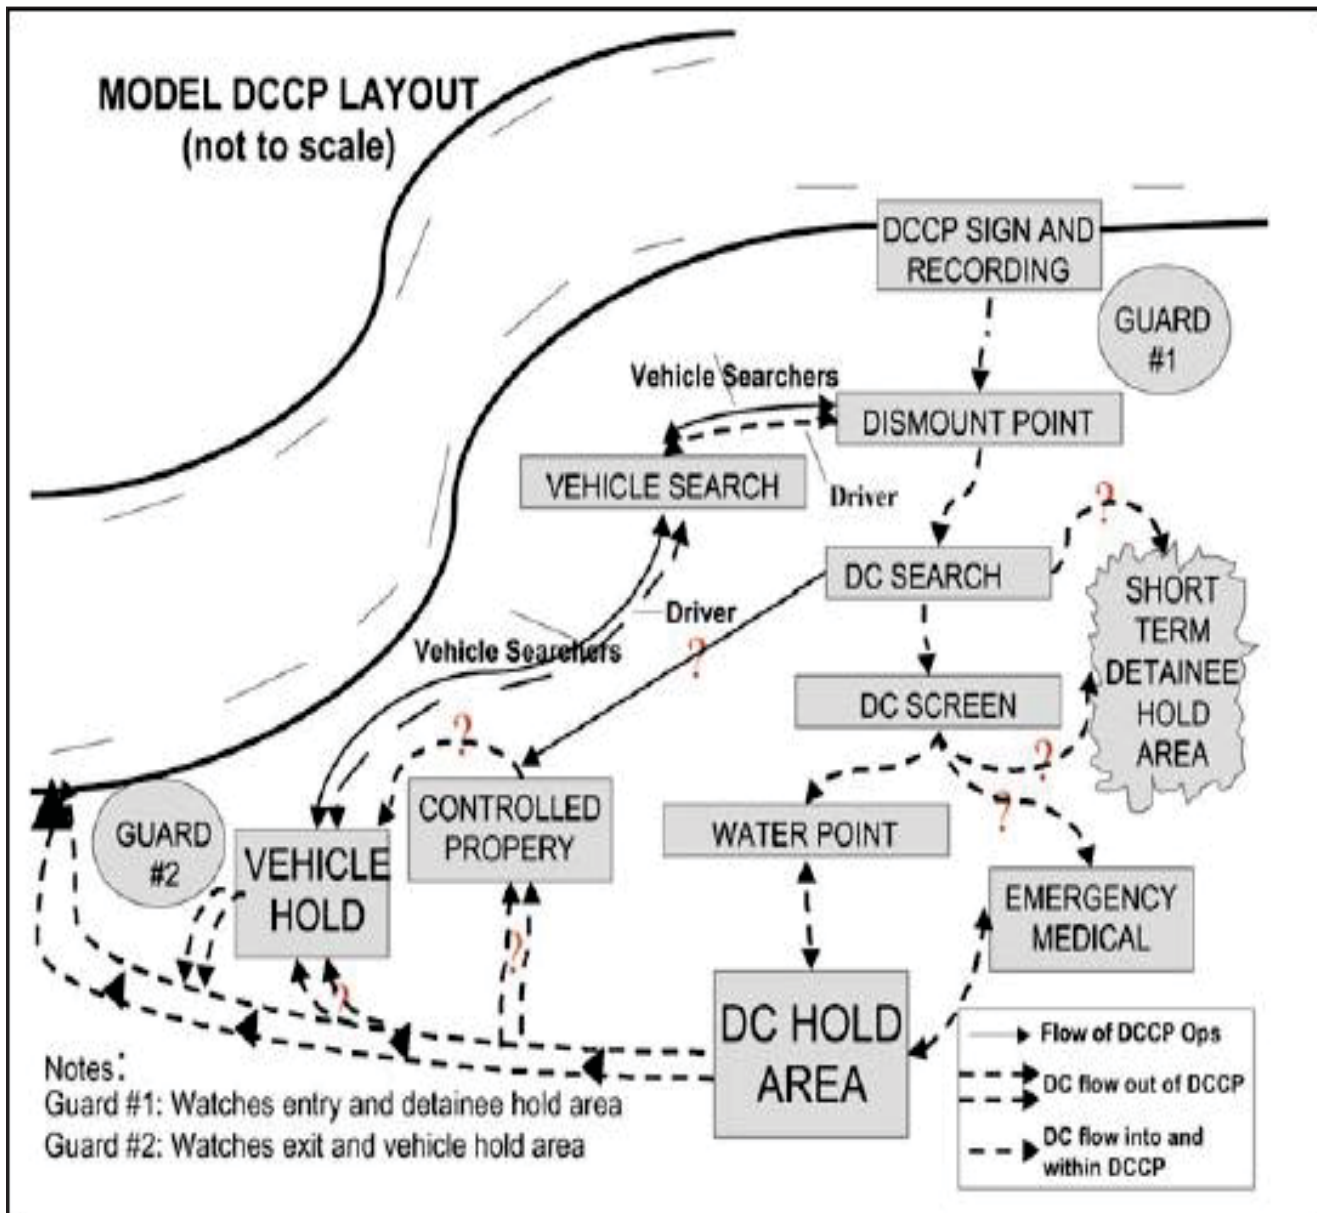 MODEL DCCP LAYOUT
(not to scale)
DCCP SIGN AND
RECORDING
GUARD
#1
Vehicle Searchers
DISMOUNT POINT
VEHICLE SEARCH
Driver
?
DC SEARCH
SHORT
TERM
DETAINEE
HOLD
AREA
Driver
Vehicle Searchers
?
DC SCREEN
?
?
?
CONTROLLED
PROPERY
WATER POINT
GUARD
#2
VEHICLE
HOLD
EMERGENCY
MEDICAL
?
?
DC HOLD
AREA
Flow of DCCP Ops
DC flow out of DCCP
DC flow into and
within DCCP
Notes:
Guard #1: Watches entry and detainee hold area
Guard #2: Watches exit and vehicle hold area